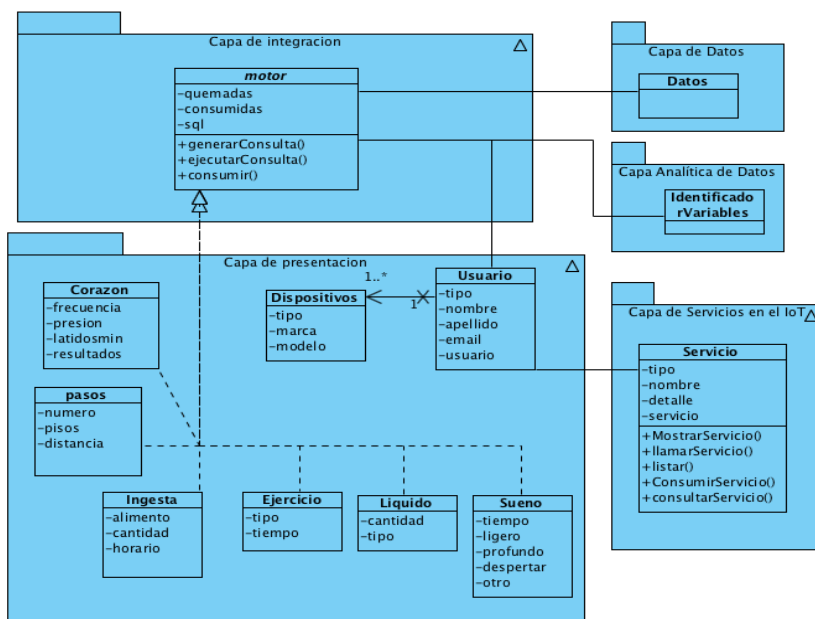 Capa de integracion
motor
-quemadas
-consumidas
-sql
+generarConsulta()
+ejecutarConsulta()
+consumir()
Capa de Datos
Datos
Capa Analítica de Datos
Identificado
rVariables
Capa de presentacion
Corazon
-frecuencia
-presion
-latidosmin
-resultados
Dispositivos
-tipo
-marca
-modelo
1..*
1
Usuario
-tipo
-nombre
-apellido
-email
-usuario
pasos
-numero
-pisos
-distancia
Ingesta
-alimento
-cantidad
-horario
Ejercicio
-tipo
-tiempo
Liquido
-cantidad
-tipo
Sueno
-tiempo
-ligero
-profundo
-despertar
-otro
Capa de Servicios en el IoT
Servicio
-tipo
-nombre
-detalle
-servicio
+MostrarServicio()
+llamarServicio()
+listar()
+ConsumirServicio()
+consultarServicio()